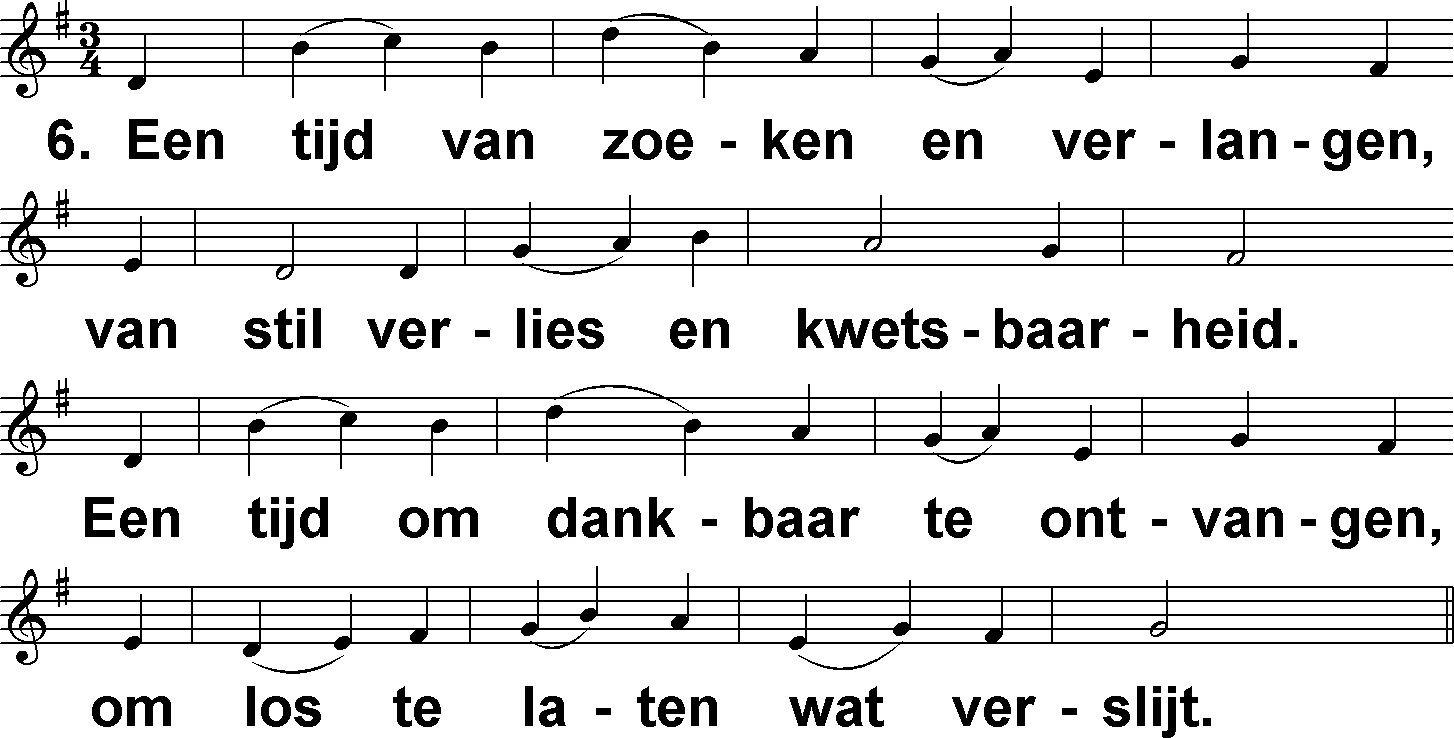 6. Een tijd van zoe - ken en ver - lan - gen,
van stil ver - lies en kwets - baar - heid.
Een tijd om dank - baar te ont - van - gen,
om los te la - ten wat ver - slijt.